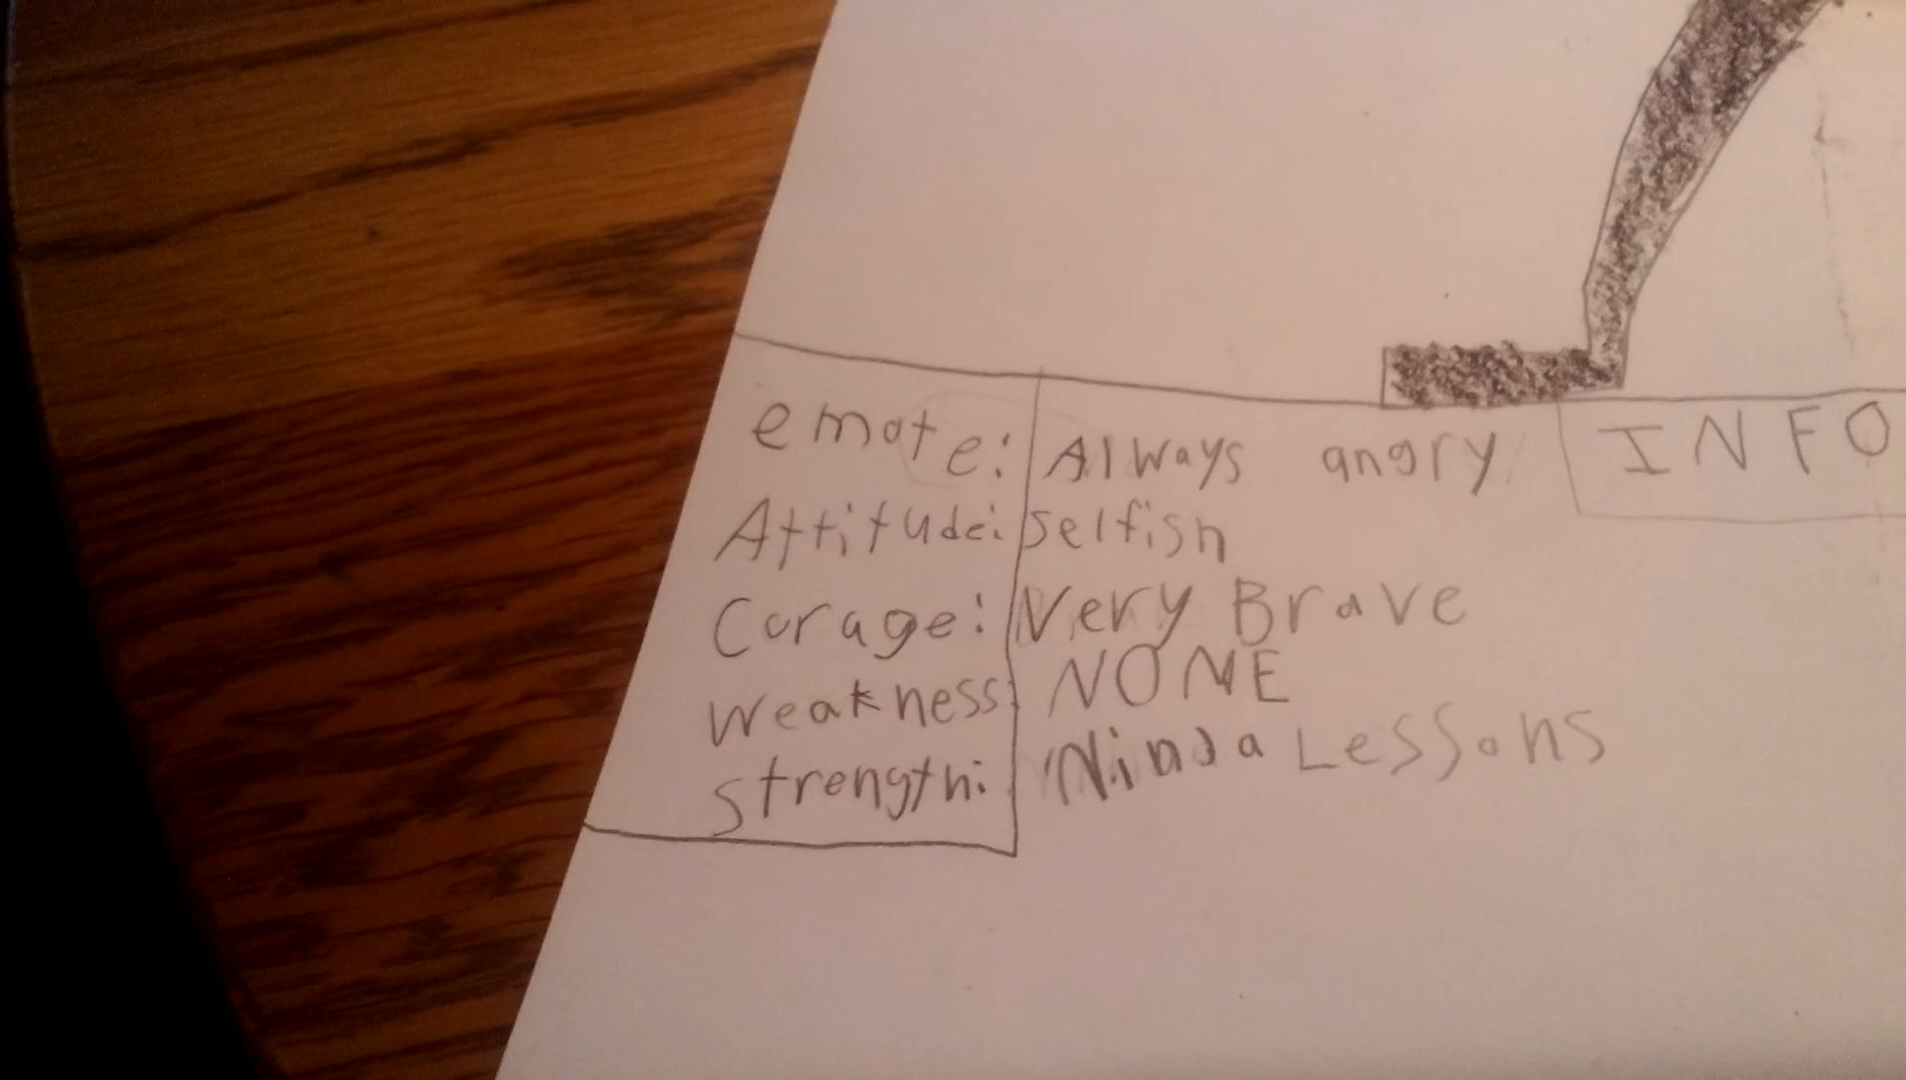 emote: Always angry INFO
Attitude: selfish
Corage: Very Brave
Weakness: NONE
strength: Ninja Lessons